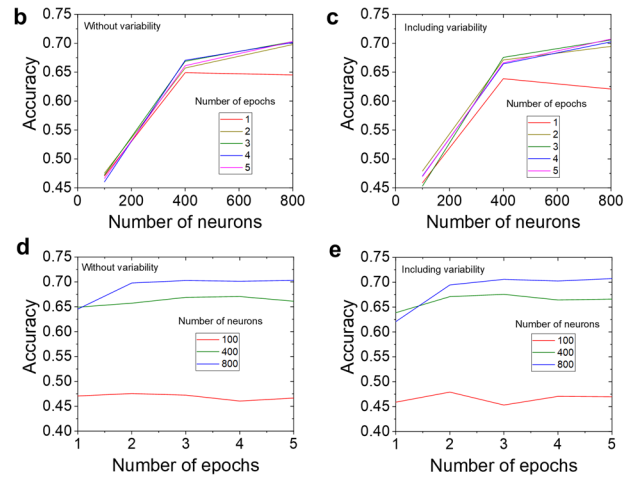 b
Without variability
0.75
0.70
0.65
0.60
0.55
0.50
0.45
Accuracy
Number of epochs
1
2
3
4
5
0 200 400 600 800
Number of neurons
c
Including variability
0.75
0.70
0.65
0.60
0.55
0.50
0.45
Accuracy
Number of epochs
1
2
3
4
5
0 200 400 600 800
Number of neurons
d
Without variability
0.75
0.70
0.65
0.60
0.55
0.50
0.45
0.40
Accuracy
Number of neurons
100
400
800
1 2 3 4 5
Number of epochs
e
Including variability
0.75
0.70
0.65
0.60
0.55
0.50
0.45
0.40
Accuracy
Number of neurons
100
400
800
1 2 3 4 5
Number of epochs